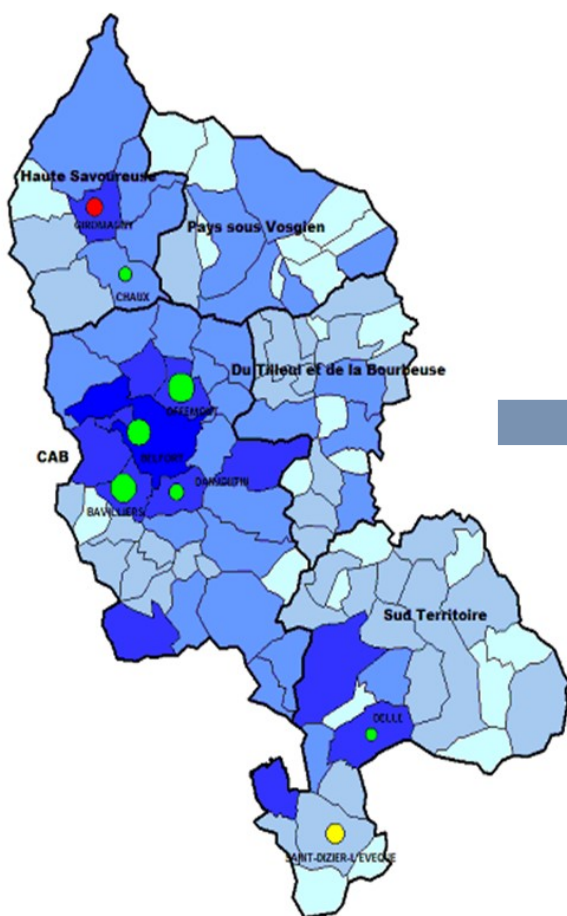 Haute Savoureuse
GIROMAGNY
Pays sous Vosgien
CHAUX
Du Tilleul et de la Bourbeuse
OFFEMONT
BELFORT
CAB
DANJOUTIN
BAVILLIERS
Sud Territoire
DELLE
SAINT-DIZIER-L'EVEQUE